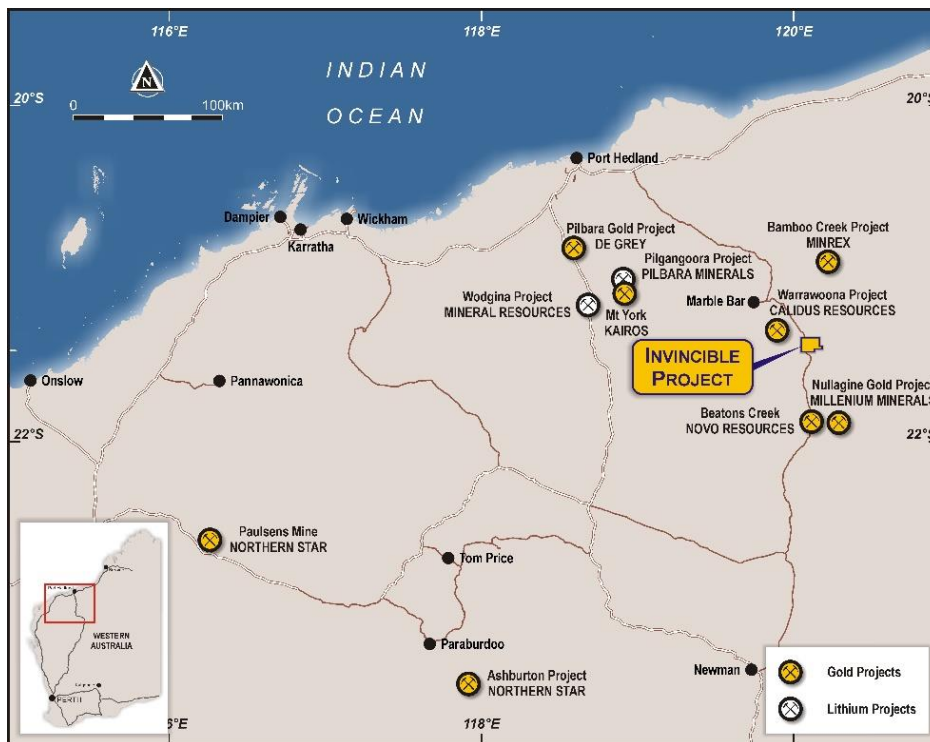 116°E
118°E
120°E
N
INDIAN
OCEAN
20°S
20°S
0
100km
Port Hedland
Dampier
Karratha
Wickham
Pilbara Gold Project
DE GREY
Bamboo Creek Project
MINREX
Pilgangoora Project
PILBARA MINERALS
Wodgina Project
MINERAL RESOURCES
Mt York
KAIROS
Marble Bar
Warrawoona Project
CALIDUS RESOURCES
INVINCIBLE
PROJECT
Onslow
Pannawonica
Nullagine Gold Project
MILLENIUM MINERALS
Beatons Creek
NOVO RESOURCES
22°S
22°S
Paulsens Mine
NORTHERN STAR
Tom Price
Paraburdoo
Ashburton Project
NORTHERN STAR
Newman
WESTERN
AUSTRALIA
PERTH
Gold Projects
Lithium Projects
6°E
118°E